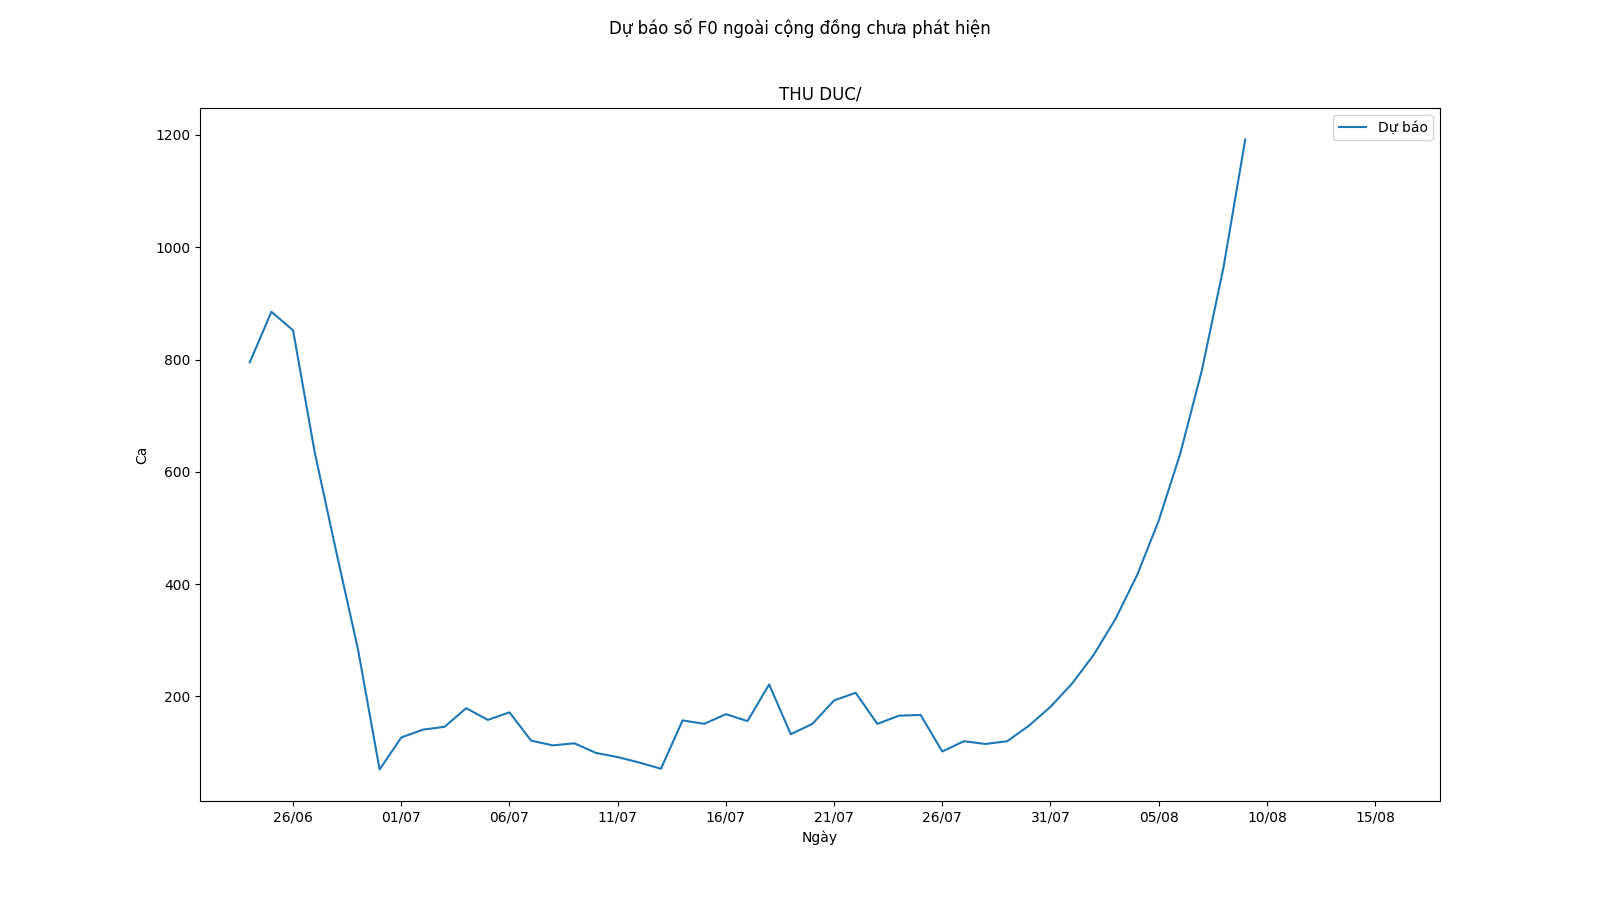 Dự báo số F0 ngoài cộng đồng chưa phát hiện
THU DUC/
Dự báo
1200
1000
800
600
400
200
Ca
26/06 01/07 06/07 11/07 16/07 21/07 26/07 31/07 05/08 10/08 15/08
Ngày